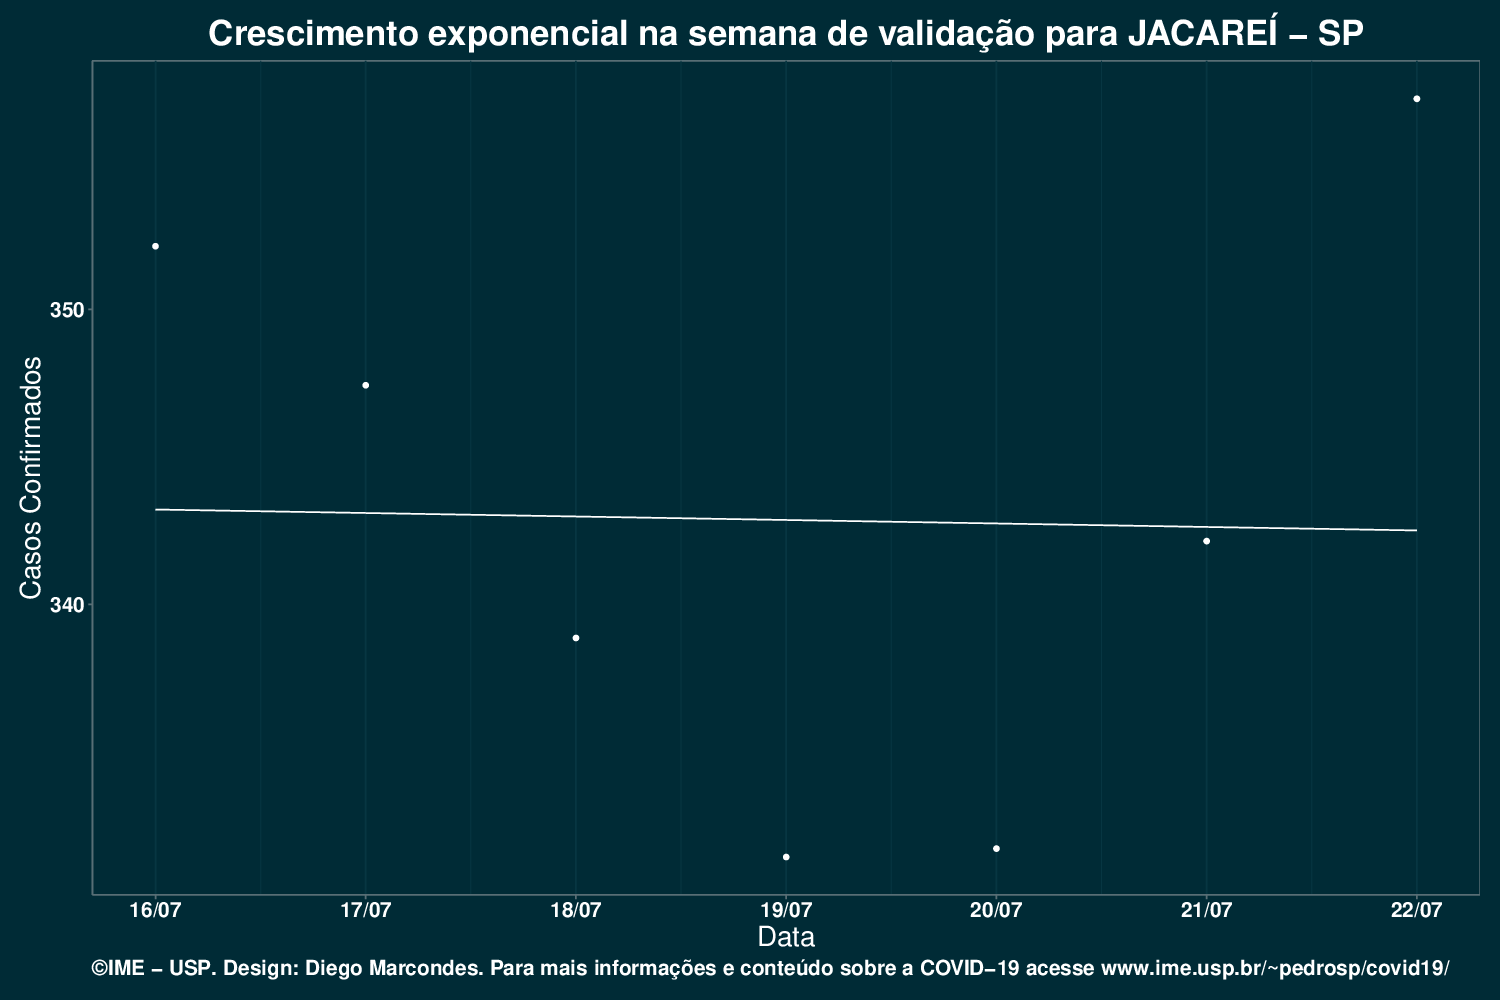 Crescimento exponencial na semana de validação para JACAREÍ – SP
Casos Confirmados
350
340
16/07 17/07 18/07 19/07 20/07 21/07 22/07
Data
©IME – USP. Design: Diego Marcondes. Para mais informações e conteúdo sobre a COVID–19 acesse www.ime.usp.br/~pedrosp/covid19/